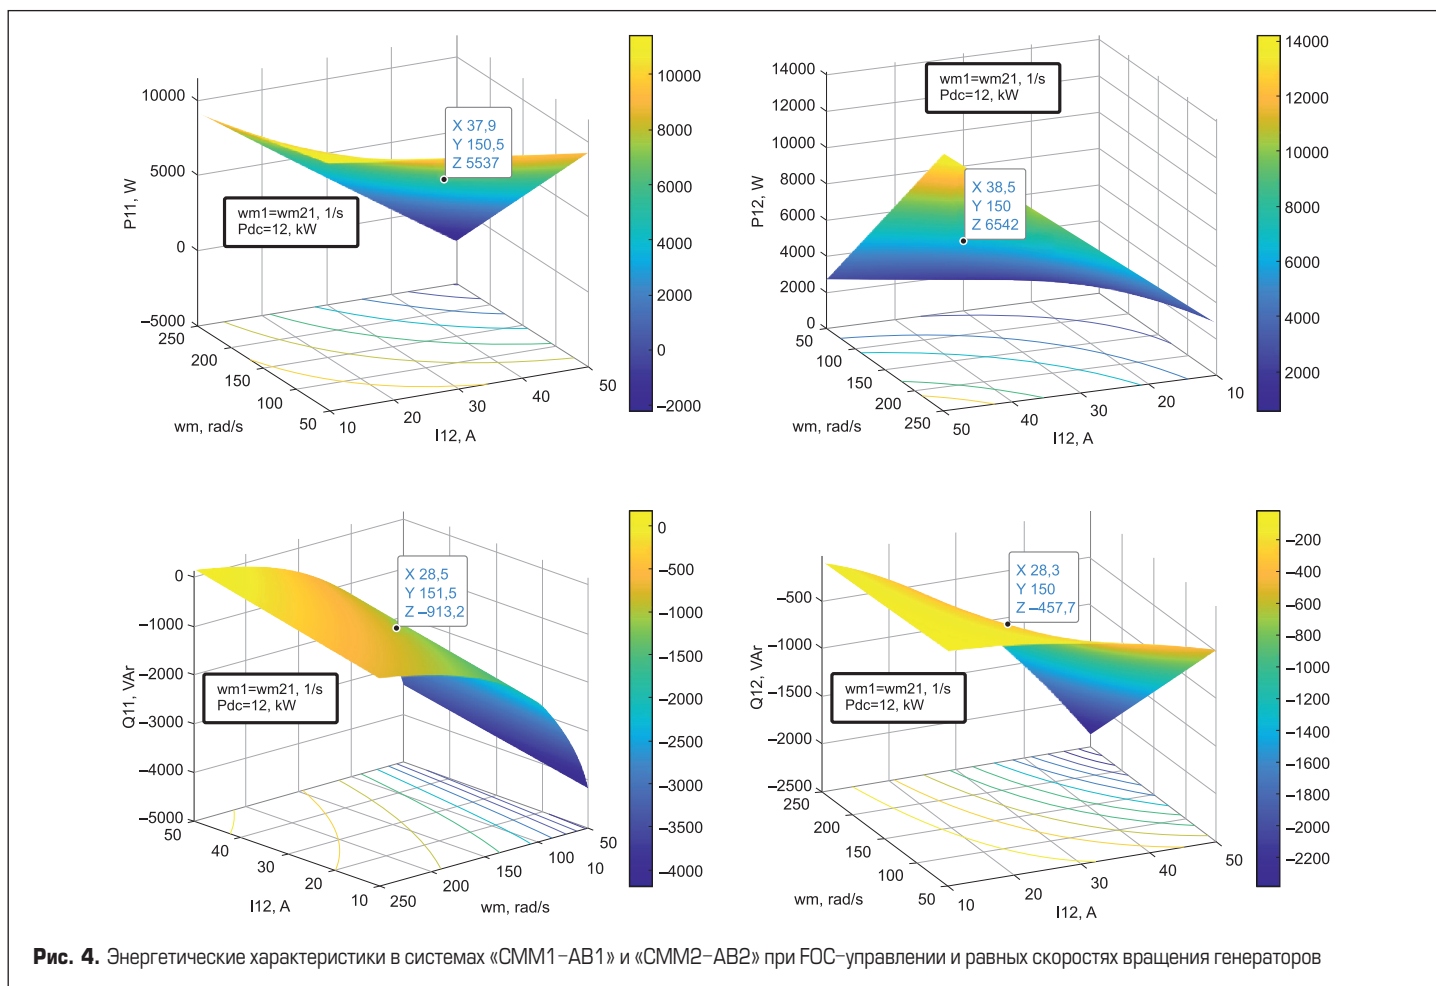 10000
5000
0
−5000
P11, W
250
200
150
100
50
wm, rad/s
10
20
30
40
50
I12, A
wm1=wm21, 1/s
Pdc=12, kW
X 37,9
Y 150,5
Z 5537
10000
8000
6000
4000
2000
0
−2000
14000
12000
10000
8000
6000
4000
2000
0
P12, W
50
100
150
200
250
wm, rad/s
50
40
30
20
10
I12, A
wm1=wm21, 1/s
Pdc=12, kW
X 38,5
Y 150
Z 6542
14000
12000
10000
8000
6000
4000
2000
0
−1000
−2000
−3000
−4000
−5000
Q11, VAr
50
40
30
20
10
I12, A
250
200
150
100
50
10
wm, rad/s
wm1=wm21, 1/s
Pdc=12, kW
X 28,5
Y 151,5
Z −913,2
0
−500
−1000
−1500
−2000
−2500
−3000
−3500
−4000
−500
−1000
−1500
−2000
−2500
Q12, VAr
250
200
150
100
50
wm, rad/s
10
20
30
40
50
I12, A
wm1=wm21, 1/s
Pdc=12, kW
X 28,3
Y 150
Z −457,7
−200
−400
−600
−800
−1000
−1200
−1400
−1600
−1800
−2000
−2200
Рис. 4. Энергетические характеристики в системах «СММ1−АВ1» и «СММ2−АВ2» при FOC−управлении и равных скоростях вращения генераторов